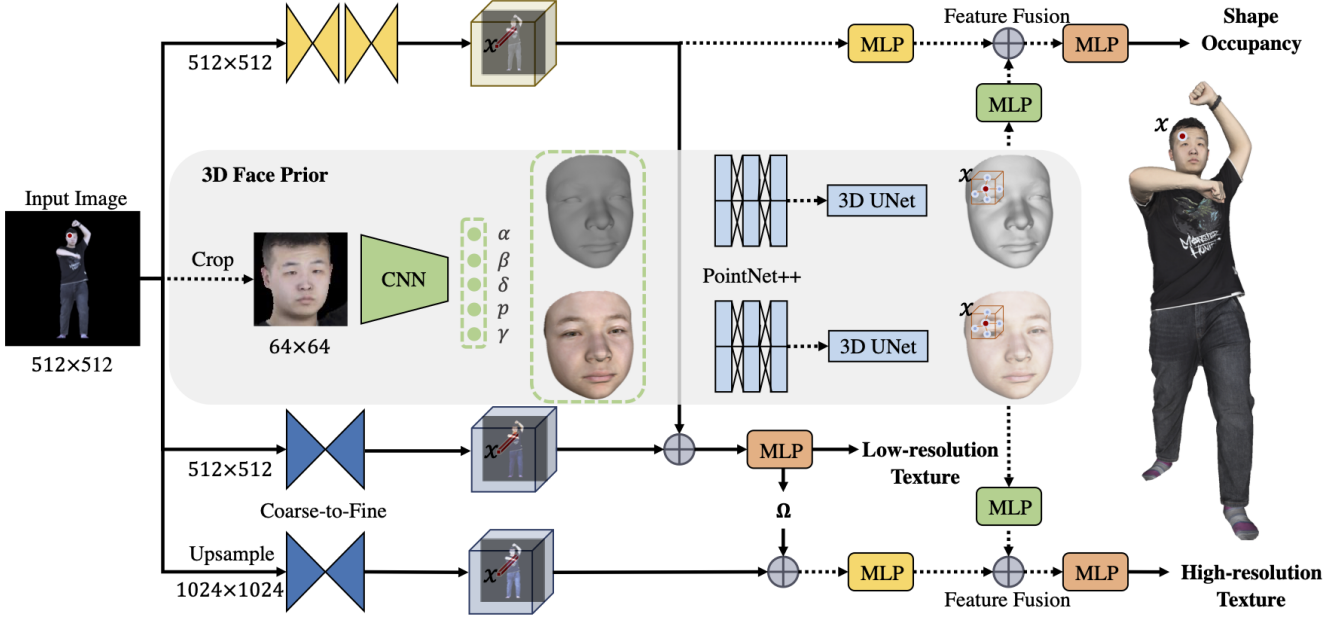 512×512
x
MLP
Feature Fusion
MLP
Shape
Occupancy
MLP
x
3D Face Prior
Input Image
512×512
Crop
64×64
CNN
α
β
δ
p
γ
PointNet++
3D UNet
x
3D UNet
x
512×512
x
MLP
Low-resolution
Texture
Coarse-to-Fine
Ω
MLP
Upsample
1024×1024
x
MLP
Feature Fusion
MLP
High-resolution
Texture